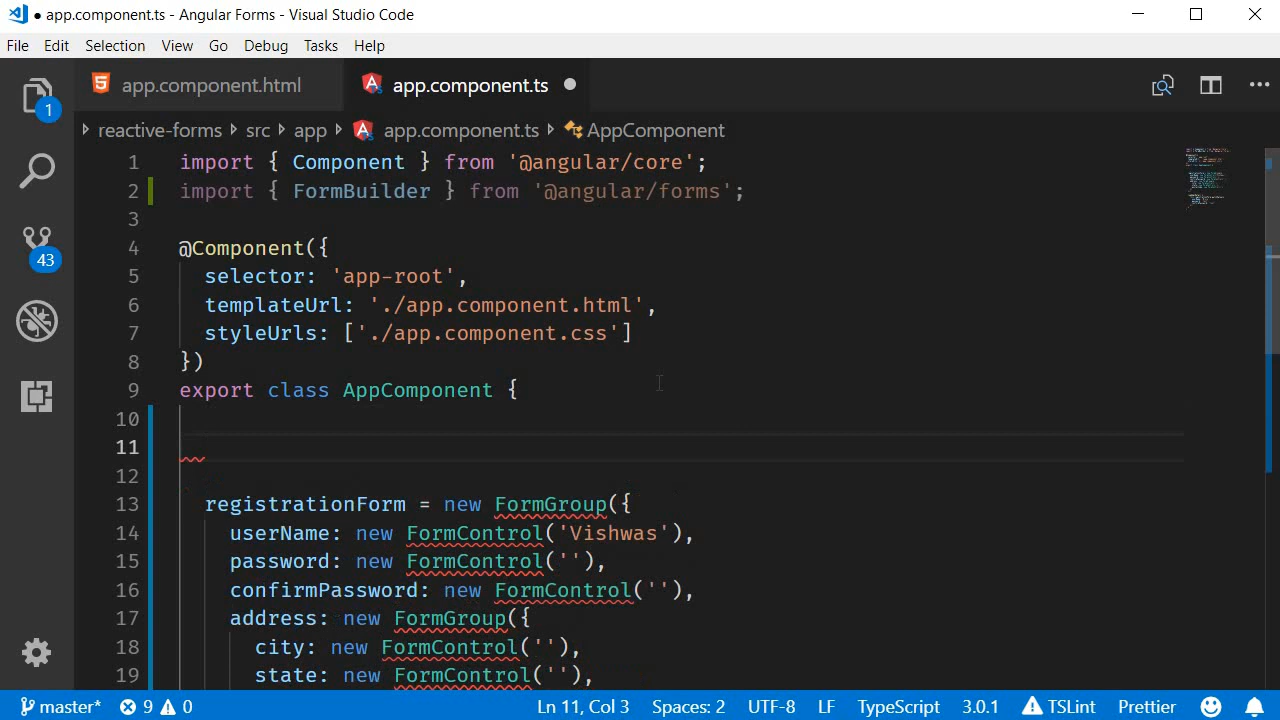 ● app.component.ts - Angular Forms - Visual Studio Code
File Edit Selection View Go Debug Tasks Help
app.component.html app.component.ts ●
1
reactive-forms src app app.component.ts AppComponent
1 import { Component } from '@angular/core';
2 import { FormBuilder } from '@angular/forms';
3
4 @Component({
43
5 selector: 'app-root',
6 templateUrl: './app.component.html',
7 styleUrls: ['./app.component.css']
8 })
9 export class AppComponent {
10
11
12
13 registrationForm = new FormGroup({
14 userName: new FormControl('Vishwas'),
15 password: new FormControl(''),
16 confirmPassword: new FormControl(''),
17 address: new FormGroup({
18 city: new FormControl(''),
19 state: new FormControl(''),
master* 9 0 Ln 11, Col 3 Spaces: 2 UTF-8 LF TypeScript 3.0.1 TSLint Prettier